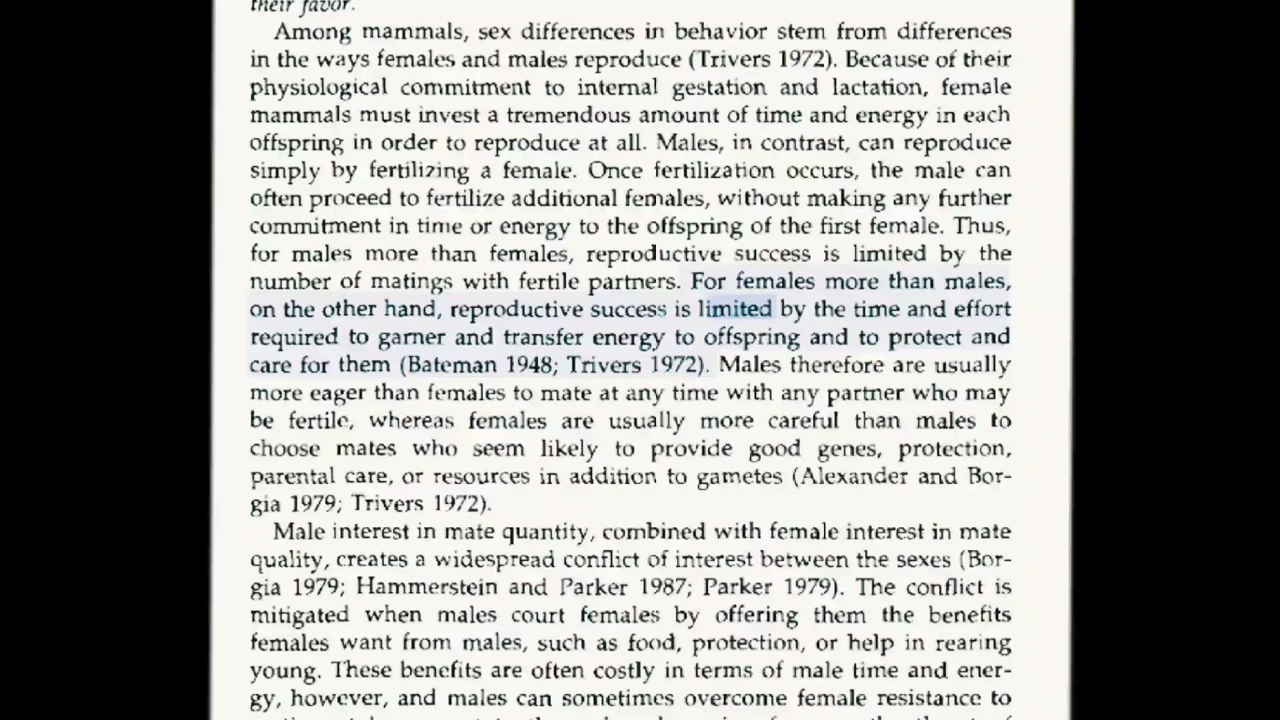 their favor.
Among mammals, sex differences in behavior stem from differences
in the ways females and males reproduce (Trivers 1972). Because of their
physiological commitment to internal gestation and lactation, female
mammals must invest a tremendous amount of time and energy in each
offspring in order to reproduce at all. Males, in contrast, can reproduce
simply by fertilizing a female. Once fertilization occurs, the male can
often proceed to fertilize additional females, without making any further
commitment in time or energy to the offspring of the first female. Thus,
for males more than females, reproductive success is limited by the
number of matings with fertile partners. For females more than males,
on the other hand, reproductive success is limited by the time and effort
required to garner and transfer energy to offspring and to protect and
care for them (Bateman 1948; Trivers 1972). Males therefore are usually
more eager than females to mate at any time with any partner who may
be fertile, whereas females are usually more careful than males to
choose mates who seem likely to provide good genes, protection,
parental care, or resources in addition to gametes (Alexander and Bor-
gia 1979; Trivers 1972).
Male interest in mate quantity, combined with female interest in mate
quality, creates a widespread conflict of interest between the sexes (Bor-
gia 1979; Hammerstein and Parker 1987; Parker 1979). The conflict is
mitigated when males court females by offering them the benefits
females want from males, such as food, protection, or help in rearing
young. These benefits are often costly in terms of male time and ener-
gy, however, and males can sometimes overcome female resistance to